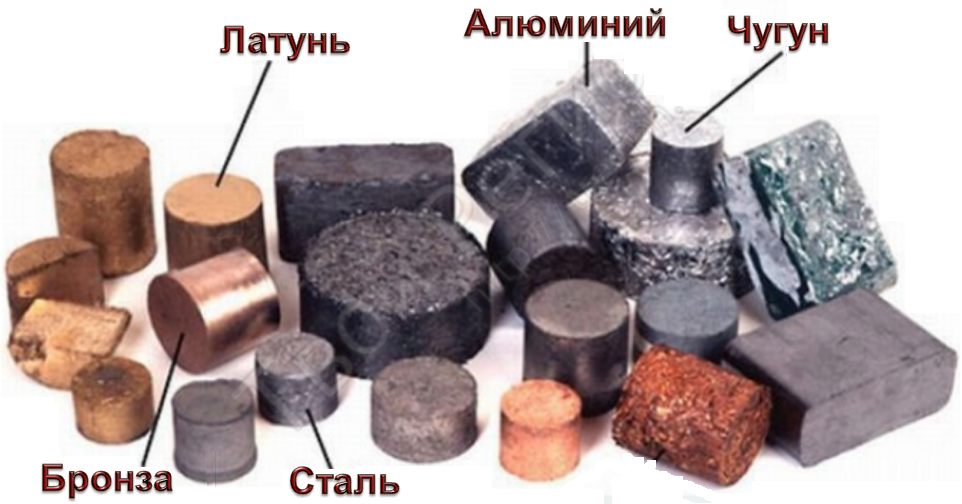 Латунь
Алюминий
Чугун
Бронза
Сталь